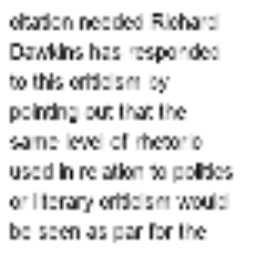 citation needed Richard
Dawkins has responded
to this criticism by
pointing out that the
same level of rhetoric
used in relation to politics
or literary criticism would
be seen as par for the